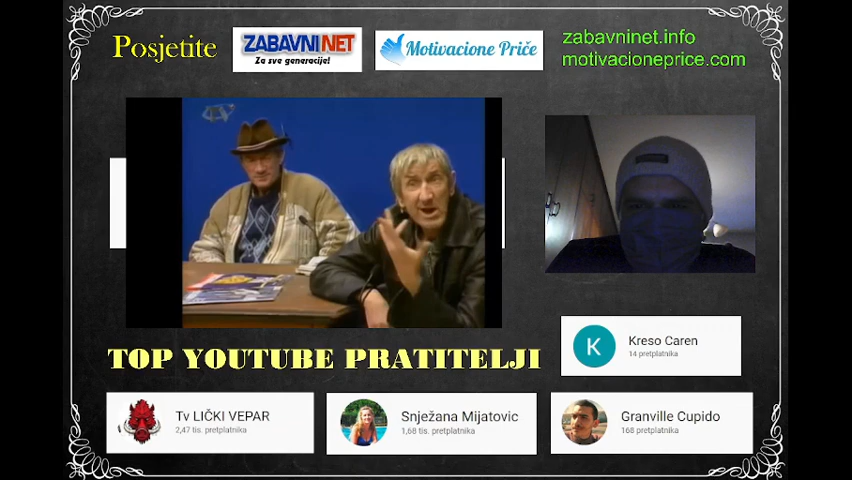 Posjetite
ZABAVNI NET
Za sve generacije!
Motivacione Priče
zabavninet.info
motivacioneprice.com
TOP YOUTUBE PRATITELJI
K
Kreso Caren
14 pretplatnika
Tv LIČKI VEPAR
2,47 tis. pretplatnika
Snježana Mijatovic
1,68 tis. pretplatnika
Granville Cupido
168 pretplatnika